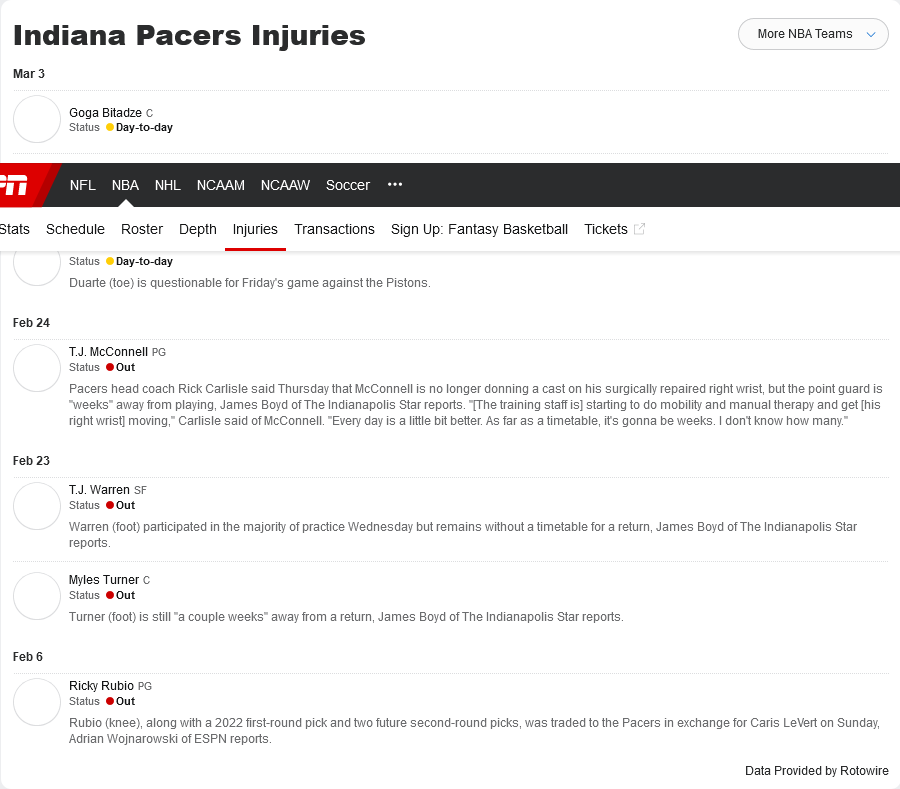 Indiana Pacers Injuries
More NBA Teams
Mar 3
Goga Bitadze C
Status Day-to-day
NFL NBA NHL NCAAM NCAAW Soccer •••
Stats Schedule Roster Depth Injuries Transactions Sign Up: Fantasy Basketball Tickets
Status Day-to-day
Duarte (toe) is questionable for Friday's game against the Pistons.
Feb 24
T.J. McConnell PG
Status Out
Pacers head coach Rick Carlisle said Thursday that McConnell is no longer donning a cast on his surgically repaired right wrist, but the point guard is
"weeks" away from playing, James Boyd of The Indianapolis Star reports. "[The training staff is] starting to do mobility and manual therapy and get [his
right wrist] moving," Carlisle said of McConnell. "Every day is a little bit better. As far as a timetable, it's gonna be weeks. I don't know how many."
Feb 23
T.J. Warren SF
Status Out
Warren (foot) participated in the majority of practice Wednesday but remains without a timetable for a return, James Boyd of The Indianapolis Star
reports.
Myles Turner C
Status Out
Turner (foot) is still "a couple weeks" away from a return, James Boyd of The Indianapolis Star reports.
Feb 6
Ricky Rubio PG
Status Out
Rubio (knee), along with a 2022 first-round pick and two future second-round picks, was traded to the Pacers in exchange for Caris LeVert on Sunday,
Adrian Wojnarowski of ESPN reports.
Data Provided by Rotowire